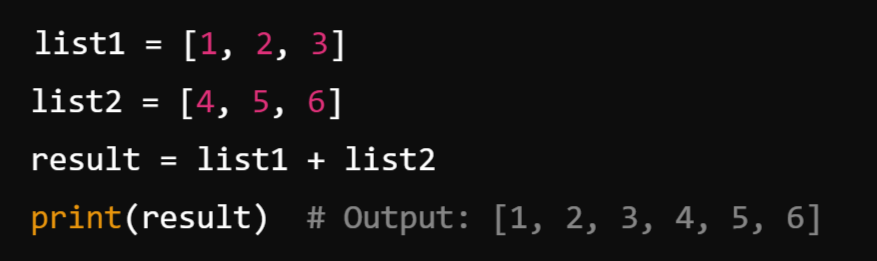 list1 = [1, 2, 3]
list2 = [4, 5, 6]
result = list1 + list2
print(result)  # Output: [1, 2, 3, 4, 5, 6]